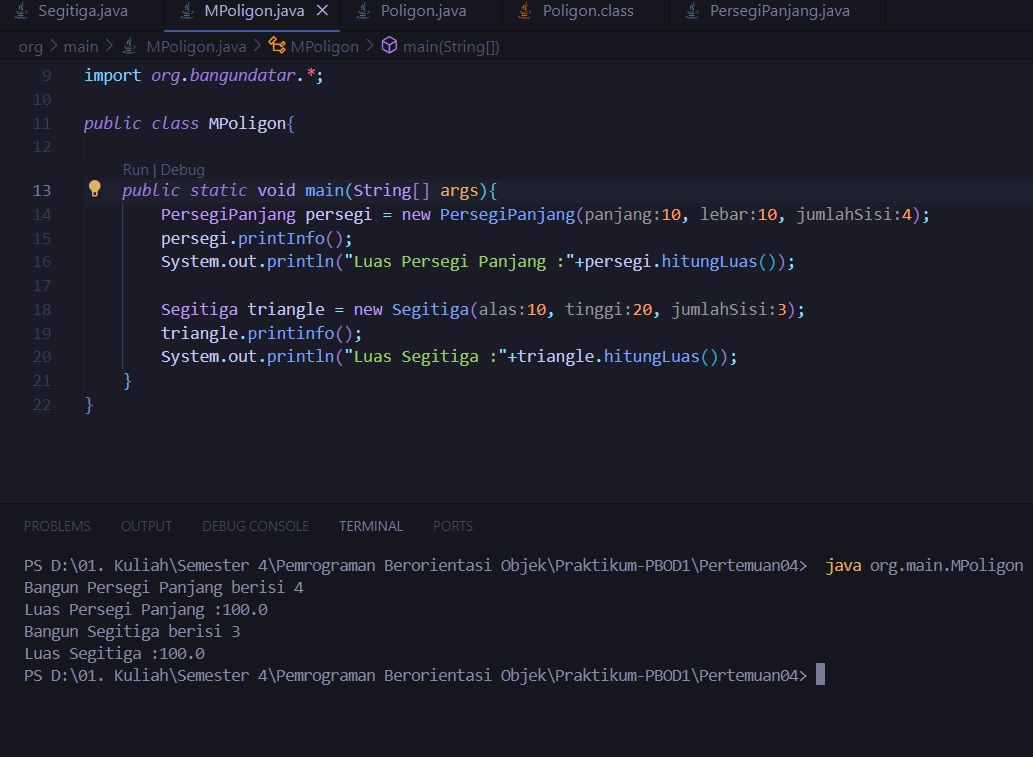 Segitiga.java MPoligon.java Poligon.java Poligon.class PersegiPanjang.java
org > main > MPoligon.java > MPoligon > main(String[])
9 import org.bangundatar.*;
10
11 public class MPoligon{
12
Run | Debug
13 public static void main(String[] args){
14 PersegiPanjang persegi = new PersegiPanjang(panjang:10, lebar:10, jumlahSisi:4);
15 persegi.printInfo();
16 System.out.println("Luas Persegi Panjang :"+persegi.hitungLuas());
17
18 Segitiga triangle = new Segitiga(alas:10, tinggi:20, jumlahSisi:3);
19 triangle.printinfo();
20 System.out.println("Luas Segitiga :"+triangle.hitungLuas());
21 }
22 }
PROBLEMS OUTPUT DEBUG CONSOLE TERMINAL PORTS
PS D:\01. Kuliah\Semester 4\Pemrograman Berorientasi Objek\Praktikum-PBOD1\Pertemuan04> java org.main.MPoligon
Bangun Persegi Panjang berisi 4
Luas Persegi Panjang :100.0
Bangun Segitiga berisi 3
Luas Segitiga :100.0
PS D:\01. Kuliah\Semester 4\Pemrograman Berorientasi Objek\Praktikum-PBOD1\Pertemuan04>